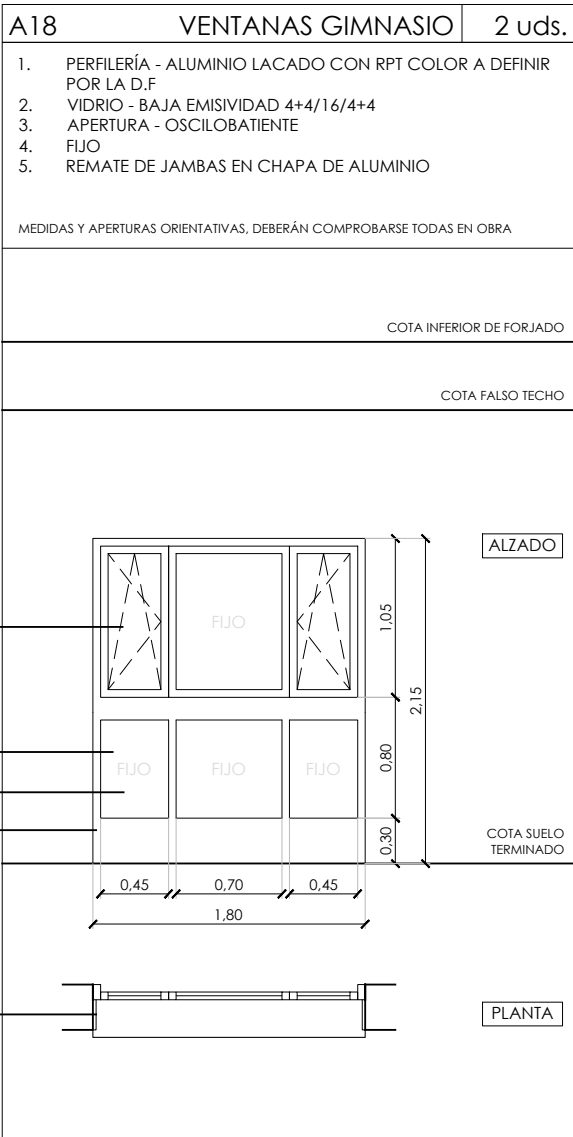 A18 VENTANAS GIMNASIO 2 uds.
1. PERFILERÍA - ALUMINIO LACADO CON RPT COLOR A DEFINIR
POR LA D.F
2. VIDRIO - BAJA EMISIVIDAD 4+4/16/4+4
3. APERTURA - OSCILOBATIENTE
4. FIJO
5. REMATE DE JAMBAS EN CHAPA DE ALUMINIO
MEDIDAS Y APERTURAS ORIENTATIVAS, DEBERÁN COMPROBARSE TODAS EN OBRA
COTA INFERIOR DE FORJADO
COTA FALSO TECHO
ALZADO
FIJO
1,05
2,15
FIJO FIJO FIJO
0,80
0,30
COTA SUELO
TERMINADO
0,45 0,70 0,45
1,80
PLANTA